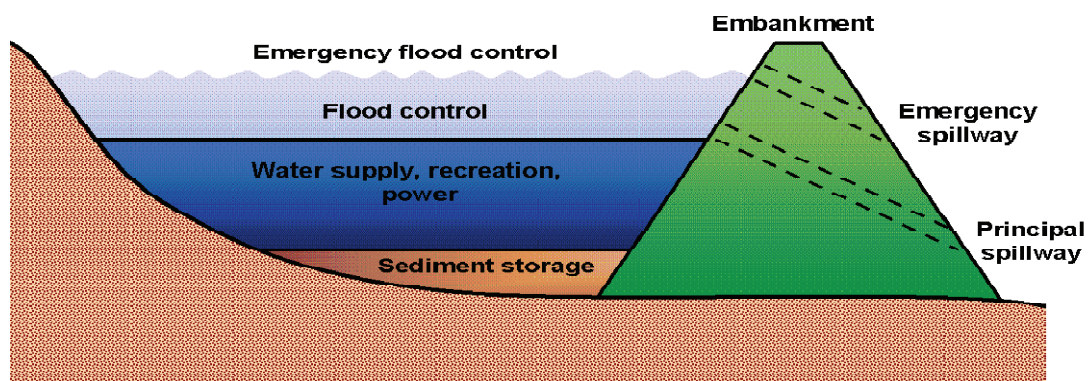 Embankment
Emergency flood control
Flood control
Emergency
spillway
Water supply, recreation,
power
Principal
spillway
Sediment storage